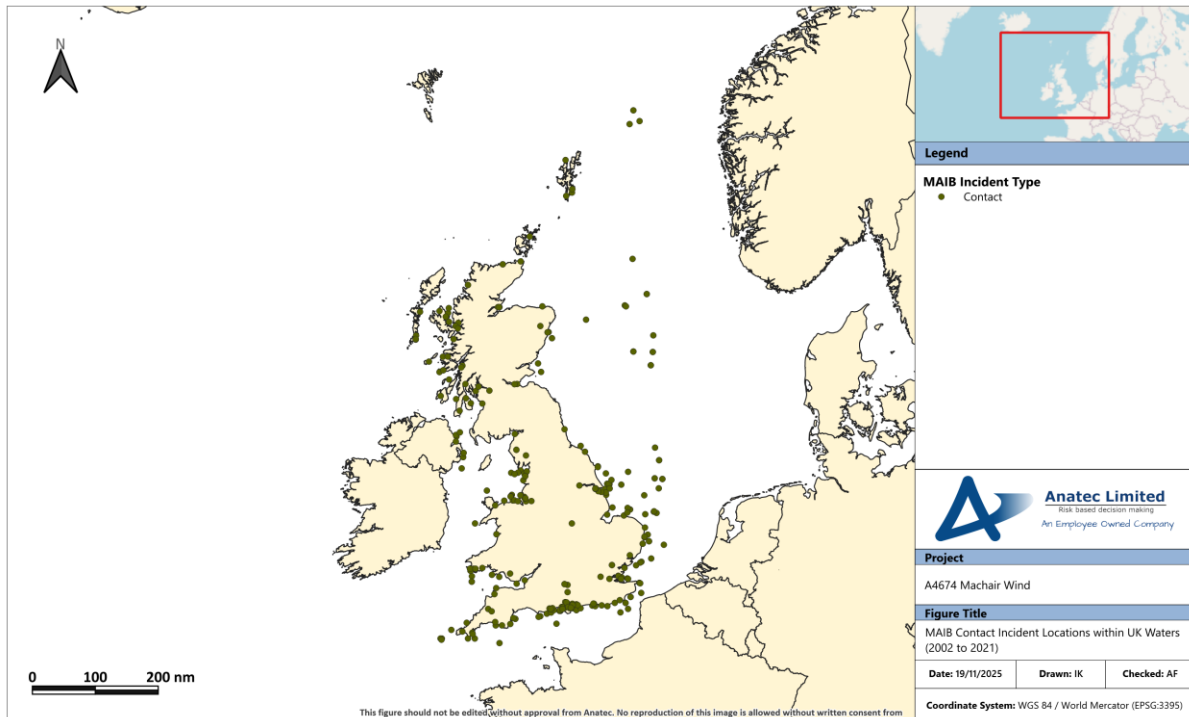 N
0 100 200 nm
This figure should not be edited without approval from Anatec. No reproduction of this image is allowed without written consent from
Legend
MAIB Incident Type
Contact
Anatec Limited
Risk based decision making
An Employee Owned Company
Project
A4674 Machair Wind
Figure Title
MAIB Contact Incident Locations within UK Waters
(2002 to 2021)
Date: 19/11/2025 Drawn: IK Checked: AF
Coordinate System: WGS 84 / World Mercator (EPSG:3395)